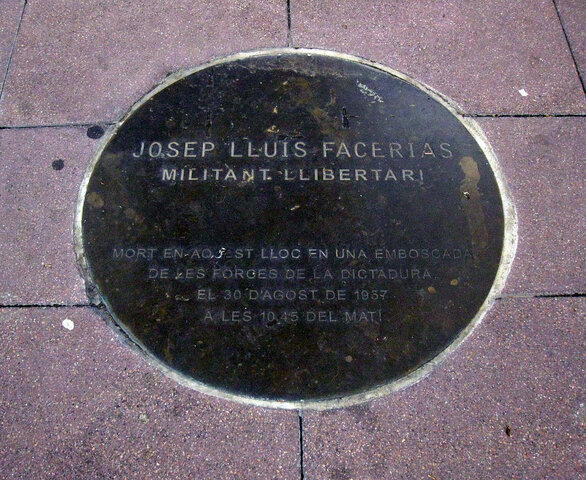 JOSEP LLUIS FACERIAS
MILITANT LLIBERTARI
MORT EN AQUEST LLOC EN UNA EMBOSCADA
DE LES FORCES DE LA DICTADURA.
EL 30 D'AGOST DE 1957
A LES 10,45 DEL MATÍ